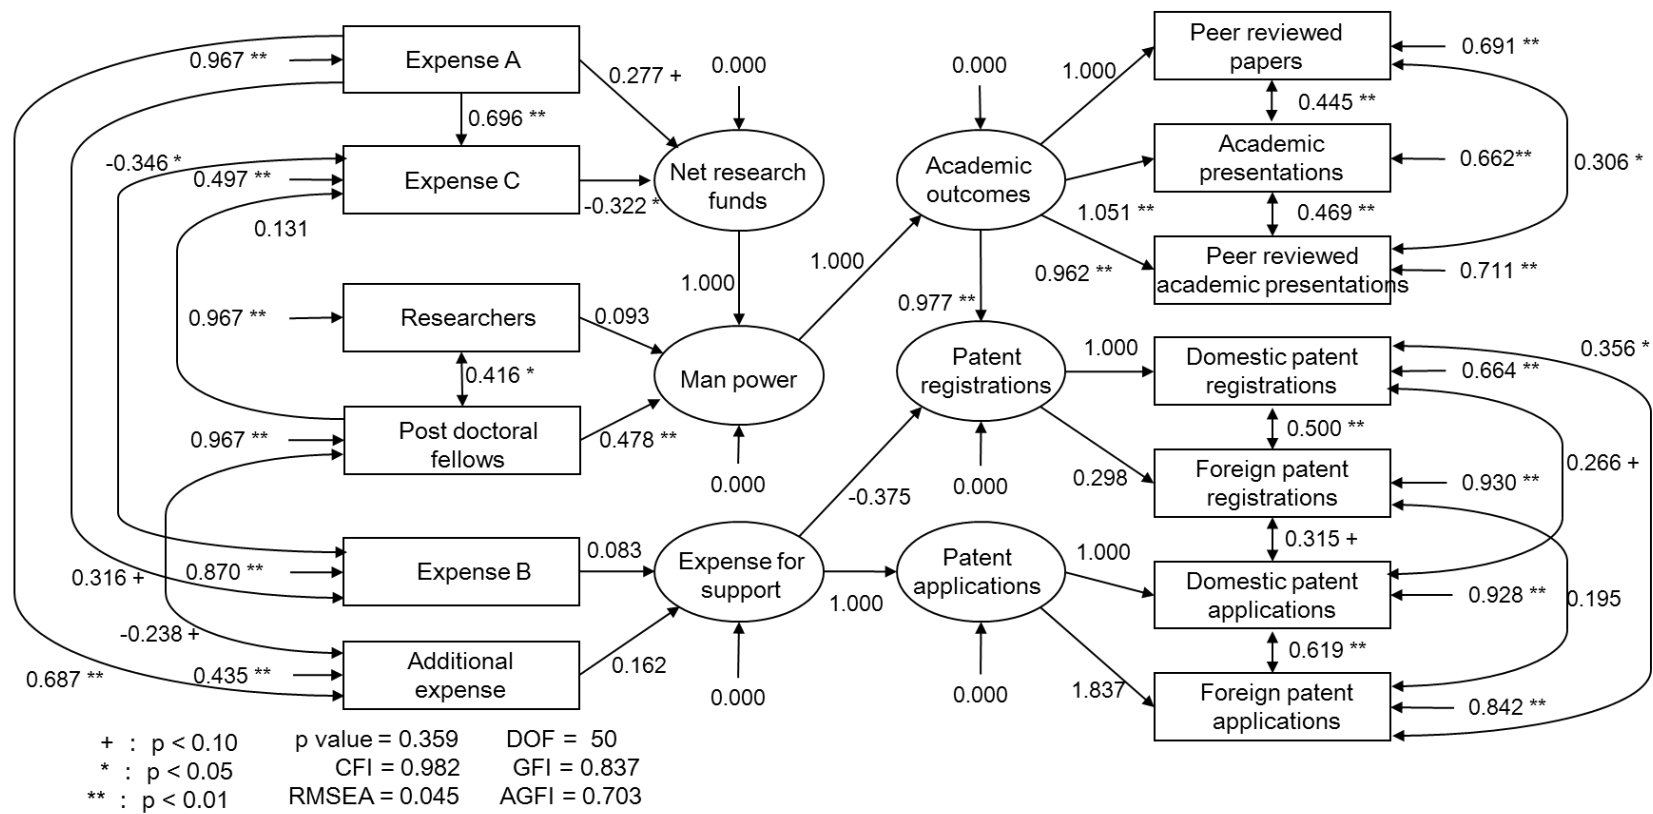 0.967 **
Expense A
0.277 +
0.000
0.000
1.000
Peer reviewed
papers
0.691 **
0.696 **
0.445 **
-0.346 *
0.497 **
Expense C
-0.322 *
Net research
funds
Academic
outcomes
Academic
presentations
0.662**
0.306 *
0.131
1.051 **
0.469 **
1.000
1.000
0.962 **
Peer reviewed
academic presentations
0.711 **
0.977 **
0.967 **
Researchers
0.093
0.416 *
Man power
Patent
registrations
1.000
Domestic patent
registrations
0.664 **
0.356 *
0.967 **
Post doctoral
fellows
0.478 **
0.000
0.000
0.500 **
0.298
Foreign patent
registrations
0.930 **
0.266 +
-0.375
0.315 +
0.316 +
0.870 **
Expense B
0.083
Expense for
support
1.000
Patent
applications
1.000
Domestic patent
applications
0.928 **
0.195
-0.238 +
0.687 **
0.435 **
Additional
expense
0.162
0.000
0.000
0.619 **
1.837
Foreign patent
applications
0.842 **
+ : p < 0.10
* : p < 0.05
** : p < 0.01
p value = 0.359 DOF = 50
CFI = 0.982 GFI = 0.837
RMSEA = 0.045 AGFI = 0.703